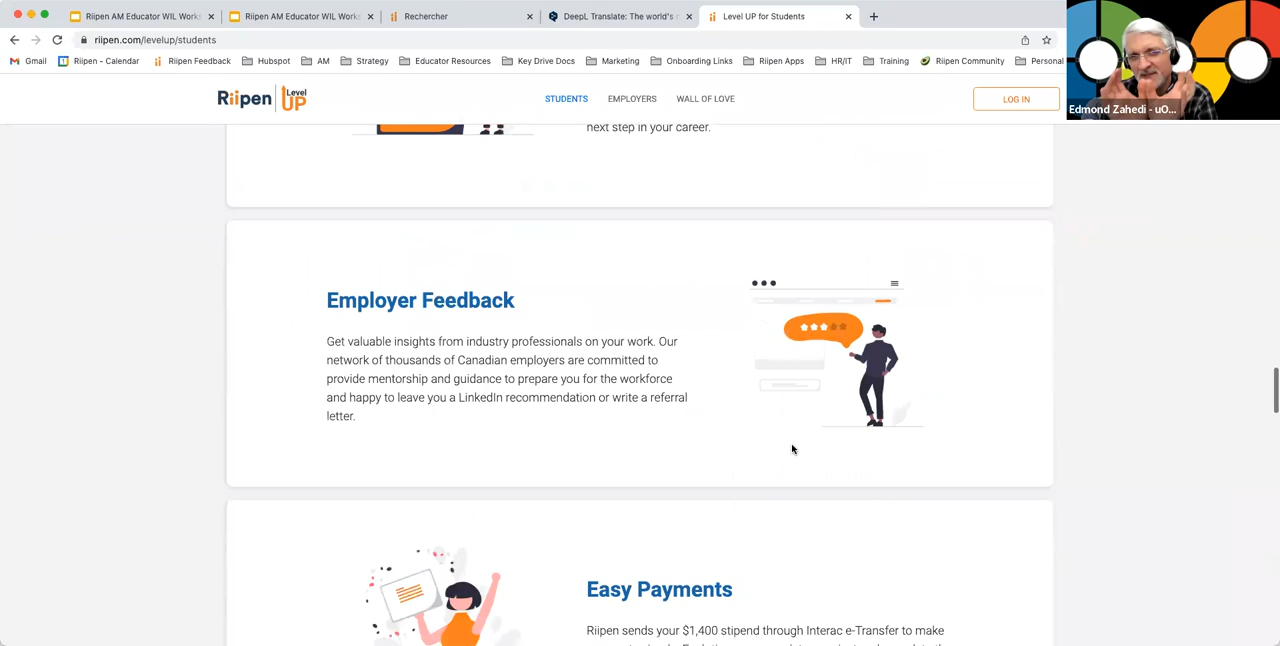 Riipen AM Educator WIL Works
Riipen AM Educator WIL Works
Rechercher
DeepL Translate: The world's
Level UP for Students
riipen.com/levelup/students
Gmail
Riipen - Calendar
Riipen Feedback
Hubspot
AM
Strategy
Educator Resources
Key Drive Docs
Marketing
Onboarding Links
Riipen Apps
HR/IT
Training
Riipen Community
Personal
Edmond Zahedi - uO...
Riipen Level UP
STUDENTS
EMPLOYERS
WALL OF LOVE
LOG IN
next step in your career.
Employer Feedback
Get valuable insights from industry professionals on your work. Our
network of thousands of Canadian employers are committed to
provide mentorship and guidance to prepare you for the workforce
and happy to leave you a LinkedIn recommendation or write a referral
letter.
Easy Payments
Riipen sends your $1,400 stipend through Interac e-Transfer to make